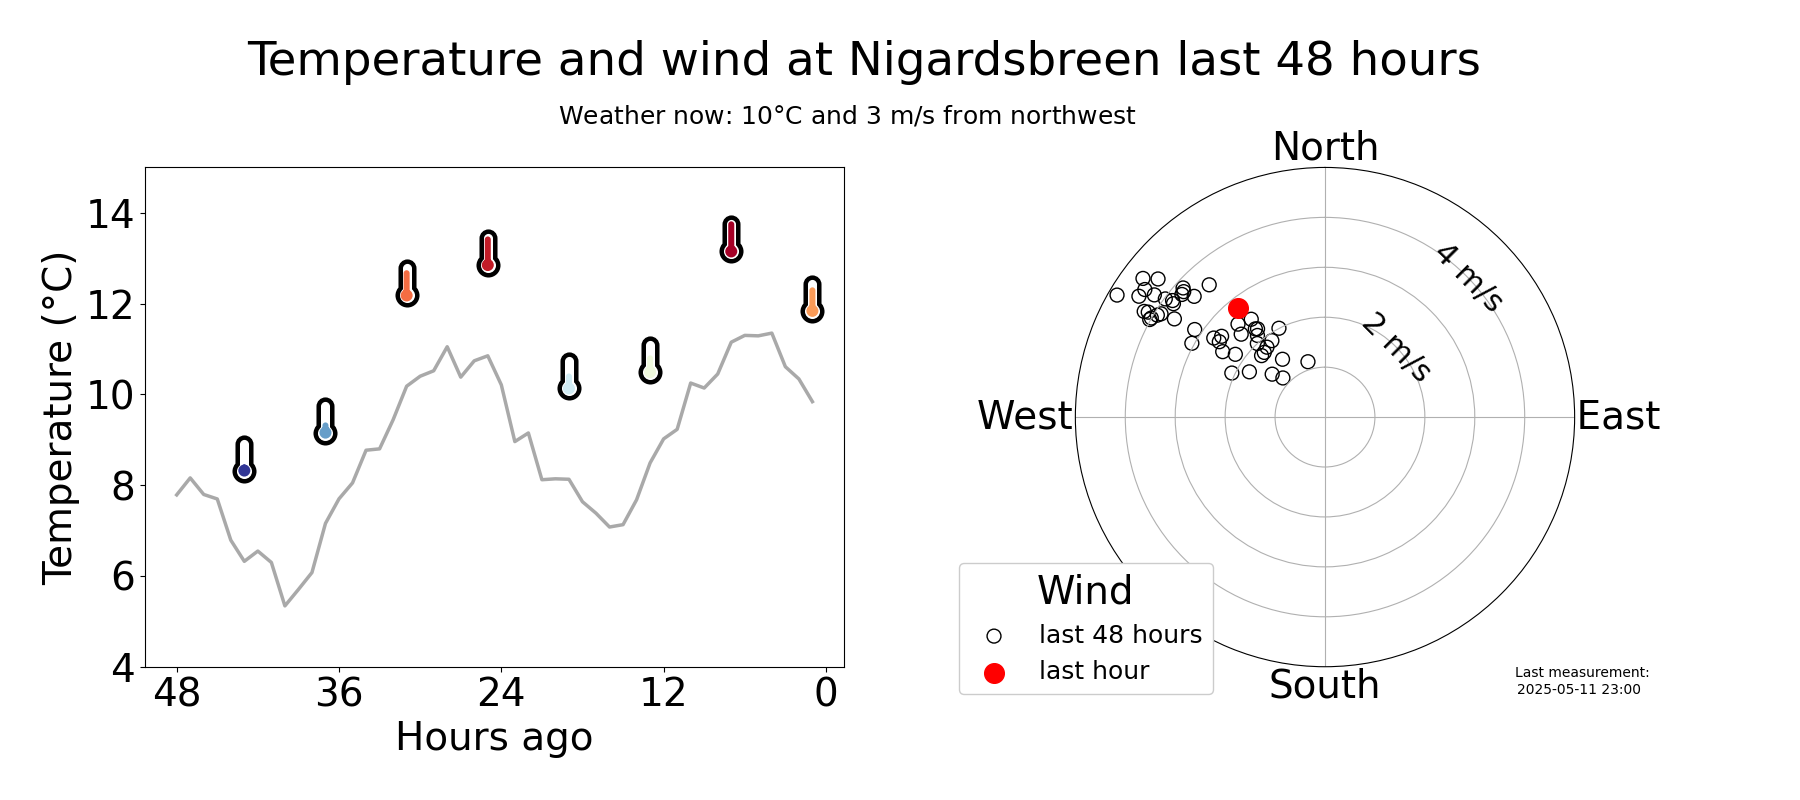 Temperature and wind at Nigardsbreen last 48 hours
Weather now: 10°C and 3 m/s from northwest
Temperature (°C)
14
12
10
8
6
4
48 36 24 12 0
Hours ago
North
4 m/s
2 m/s
West
East
South
Wind
last 48 hours
last hour
Last measurement:
2025-05-11 23:00